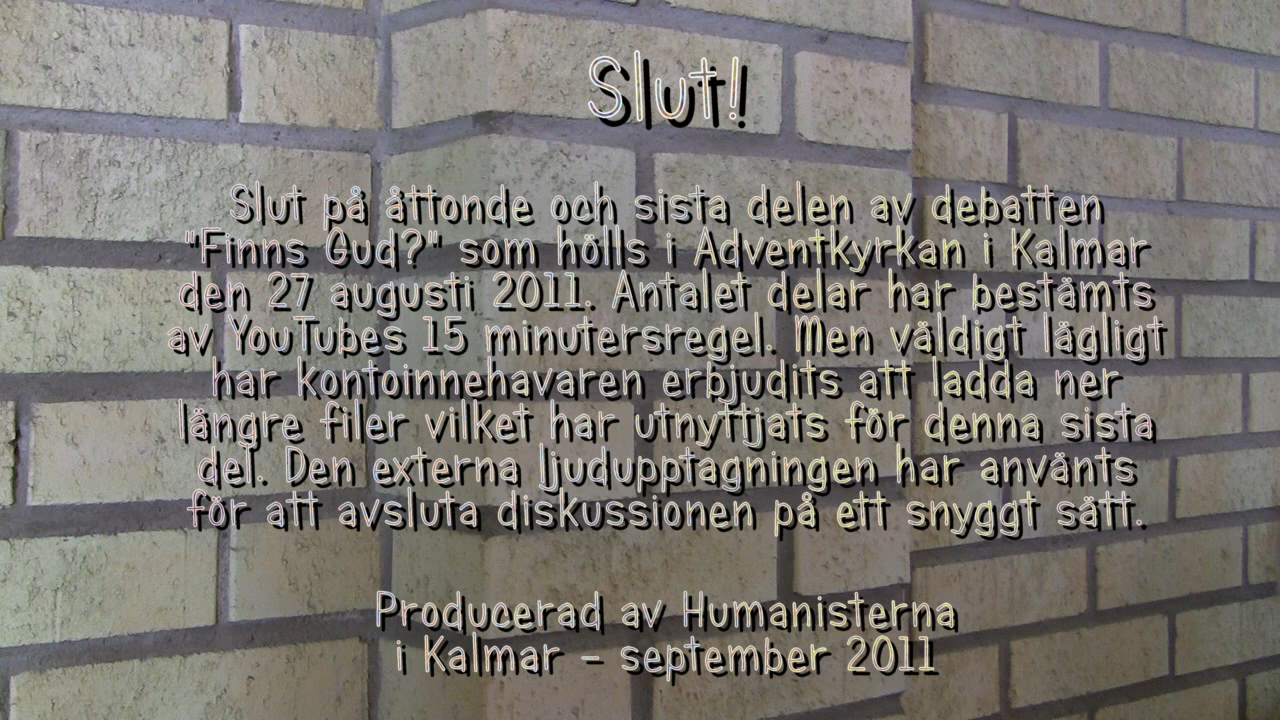 Slut!
Slut på åttonde och sista delen av debatten
"Finns Gud?" som hölls i Adventkyrkan i Kalmar
den 27 augusti 2011. Antalet delar har bestämts
av YouTubes 15 minutersregel. Men väldigt lägligt
har kontoinnehavaren erbjudits att ladda ner
längre filer vilket har utnyttjats för denna sista
del. Den externa ljudupptagningen har använts
för att avsluta diskussionen på ett snyggt sätt.
Producerad av Humanisterna
i Kalmar - september 2011